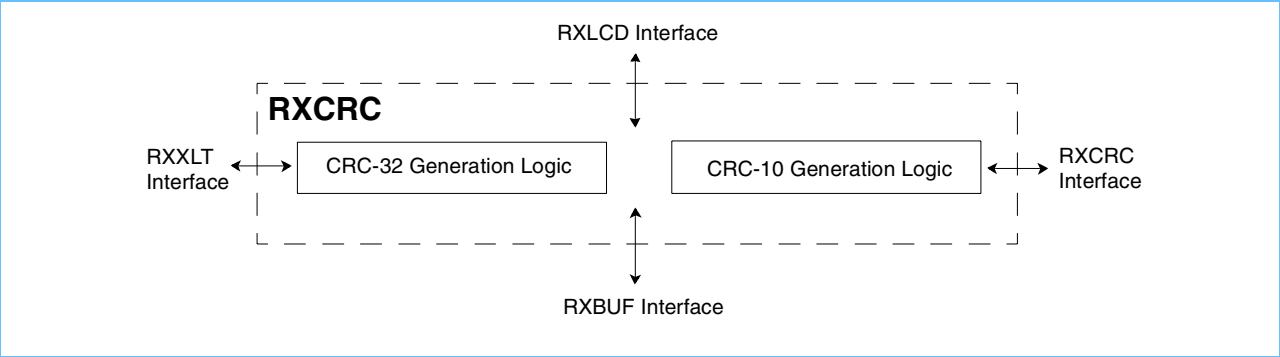 RXLCD Interface
RXCRC
RXXLT
Interface
CRC-32 Generation Logic
CRC-10 Generation Logic
RXCRC
Interface
RXBUF Interface